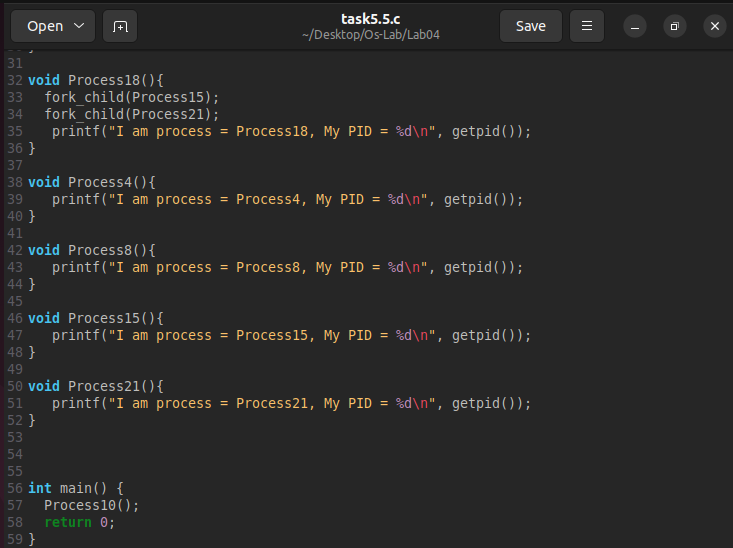 Open
task5.5.c
~/Desktop/Os-Lab/Lab04
Save
31
32 void Process18(){
33   fork_child(Process15);
34   fork_child(Process21);
35    printf("I am process = Process18, My PID = %d\n", getpid());
36 }
37
38 void Process4(){
39    printf("I am process = Process4, My PID = %d\n", getpid());
40 }
41
42 void Process8(){
43    printf("I am process = Process8, My PID = %d\n", getpid());
44 }
45
46 void Process15(){
47    printf("I am process = Process15, My PID = %d\n", getpid());
48 }
49
50 void Process21(){
51    printf("I am process = Process21, My PID = %d\n", getpid());
52 }
53
54
55
56 int main() {
57   Process10();
58   return 0;
59 }